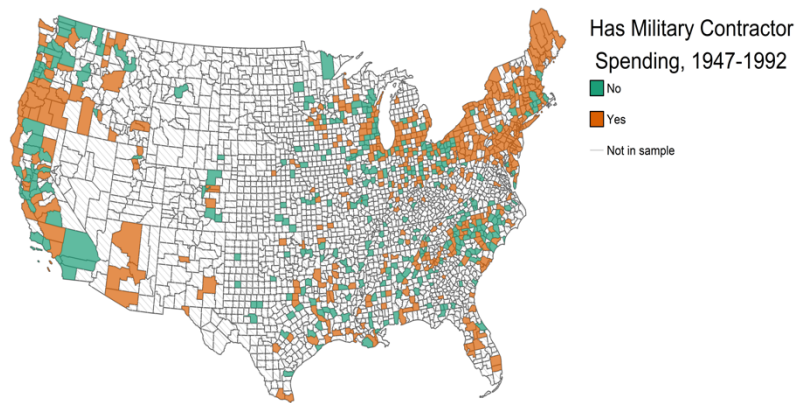 Has Military Contractor
Spending, 1947-1992
No
Yes
Not in sample